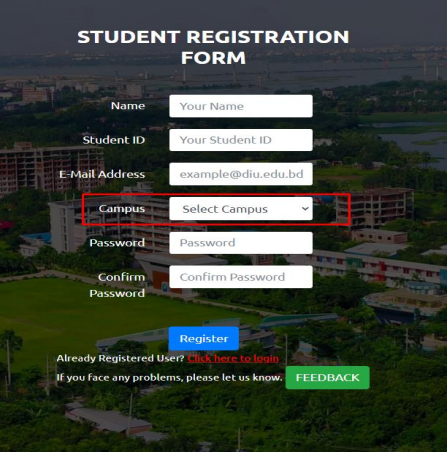 STUDENT REGISTRATION
FORM
Name
Your Name
Student ID
Your Student ID
E-Mail Address
example@diu.edu.bd
Campus
Select Campus
Password
Password
Confirm
Password
Confirm Password
Register
Already Registered User? Click here to login
If you face any problems, please let us know. FEEDBACK